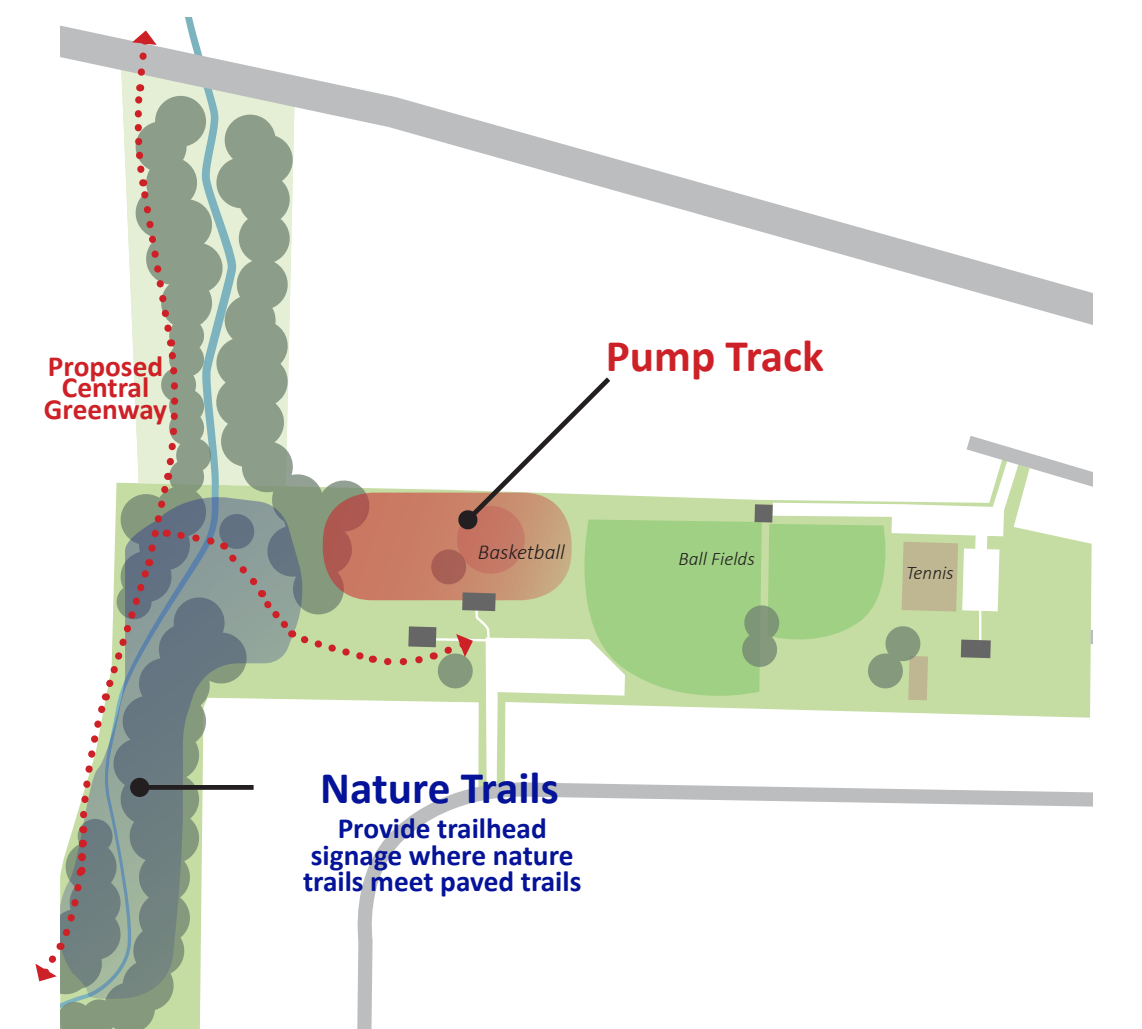 Pump Track
Proposed
Central
Greenway
Basketball
Ball Fields
Tennis
Nature Trails
Provide trailhead
signage where nature
trails meet paved trails